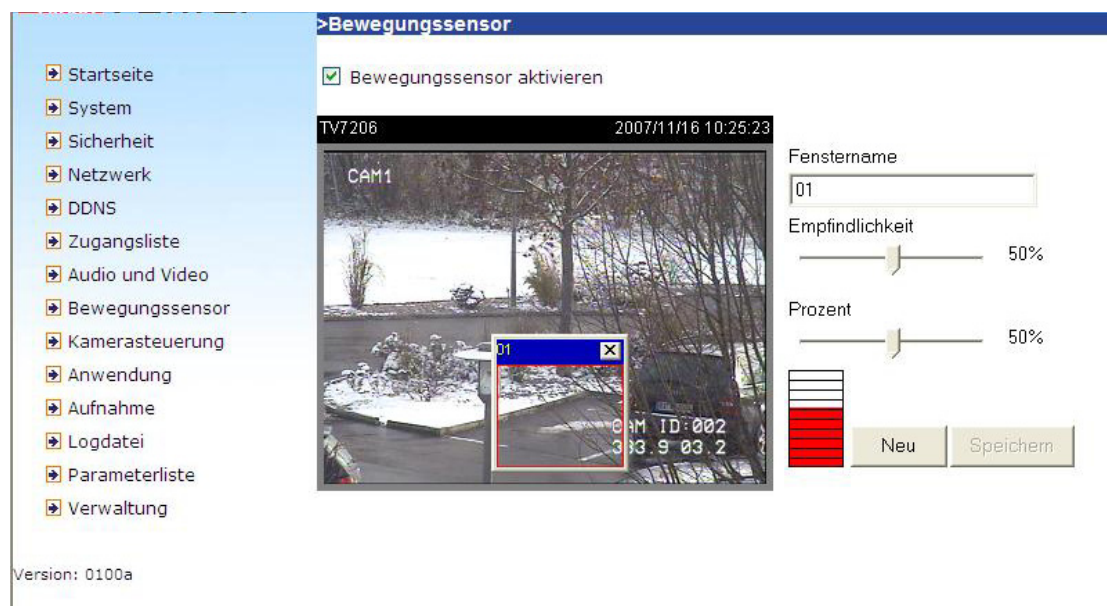 >Bewegungssensor
Startseite
System
Sicherheit
Netzwerk
DDNS
Zugangsliste
Audio und Video
Bewegungssensor
Kamerasteuerung
Anwendung
Aufnahme
Logdatei
Parameterliste
Verwaltung
Version: 0100a
Bewegungssensor aktivieren
TV7206 2007/11/16 10:25:23
CAM1
01
CAM ID:002
Fenstername
01
Empfindlichkeit
50%
Prozent
50%
Neu Speichern